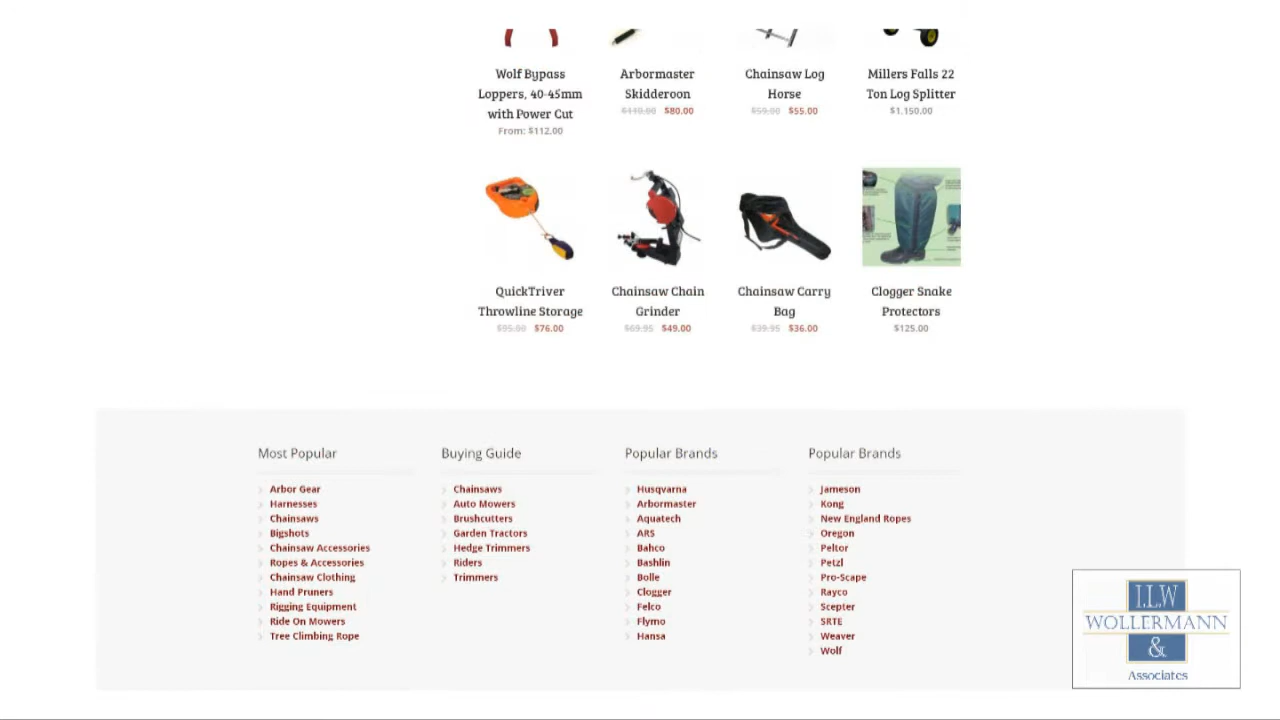 Wolf Bypass
Loppers, 40-45mm
with Power Cut
From: $112.00
Arbormaster
Skidderoon
$110.00 $80.00
Chainsaw Log
Horse
$59.00 $55.00
Millers Falls 22
Ton Log Splitter
$1,150.00
QuickTriver
Throwline Storage
$95.00 $76.00
Chainsaw Chain
Grinder
$69.95 $49.00
Chainsaw Carry
Bag
$39.95 $36.00
Clogger Snake
Protectors
$125.00
Most Popular
Arbor Gear
Harnesses
Chainsaws
Bigshots
Chainsaw Accessories
Ropes & Accessories
Chainsaw Clothing
Hand Pruners
Rigging Equipment
Ride On Mowers
Tree Climbing Rope
Buying Guide
Chainsaws
Auto Mowers
Brushcutters
Garden Tractors
Hedge Trimmers
Riders
Trimmers
Popular Brands
Husqvarna
Arbormaster
Aquatech
ARS
Bahco
Bashlin
Bolle
Clogger
Felco
Flymo
Hansa
Popular Brands
Jameson
Kong
New England Ropes
Oregon
Peltor
Petzl
Pro-Scape
Rayco
Scepter
SRTE
Weaver
Wolf
I.L.W
WOLLERMANN
&
Associates